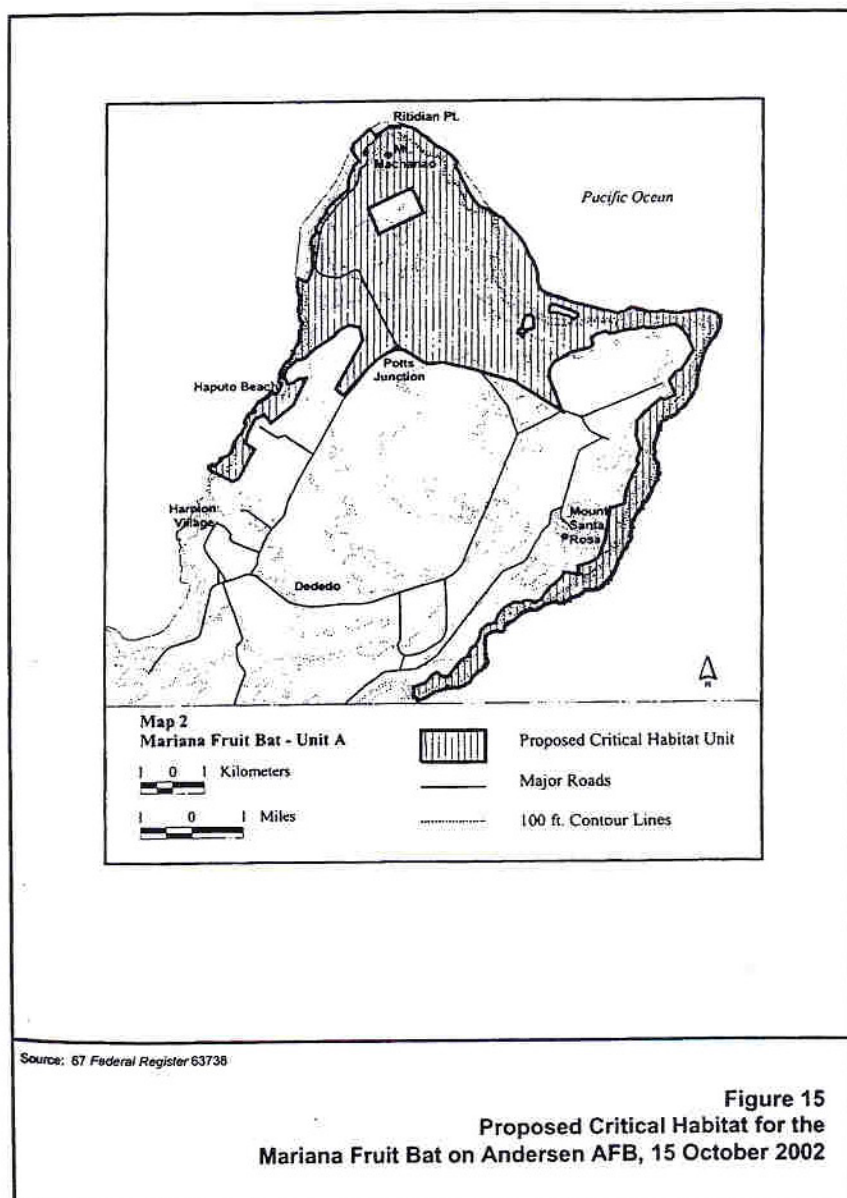 Ritidian Pt.
Mt.
Machanao
Pacific Ocean
Potts
Junction
Haputo Beach
Harmon
Village
Mount
Santa
Rosa
Dededo
N
Map 2
Mariana Fruit Bat - Unit A
1 0 1 Kilometers
1 0 1 Miles
Proposed Critical Habitat Unit
Major Roads
100 ft. Contour Lines
Source: 67 Federal Register 63738
Figure 15
Proposed Critical Habitat for the
Mariana Fruit Bat on Andersen AFB, 15 October 2002